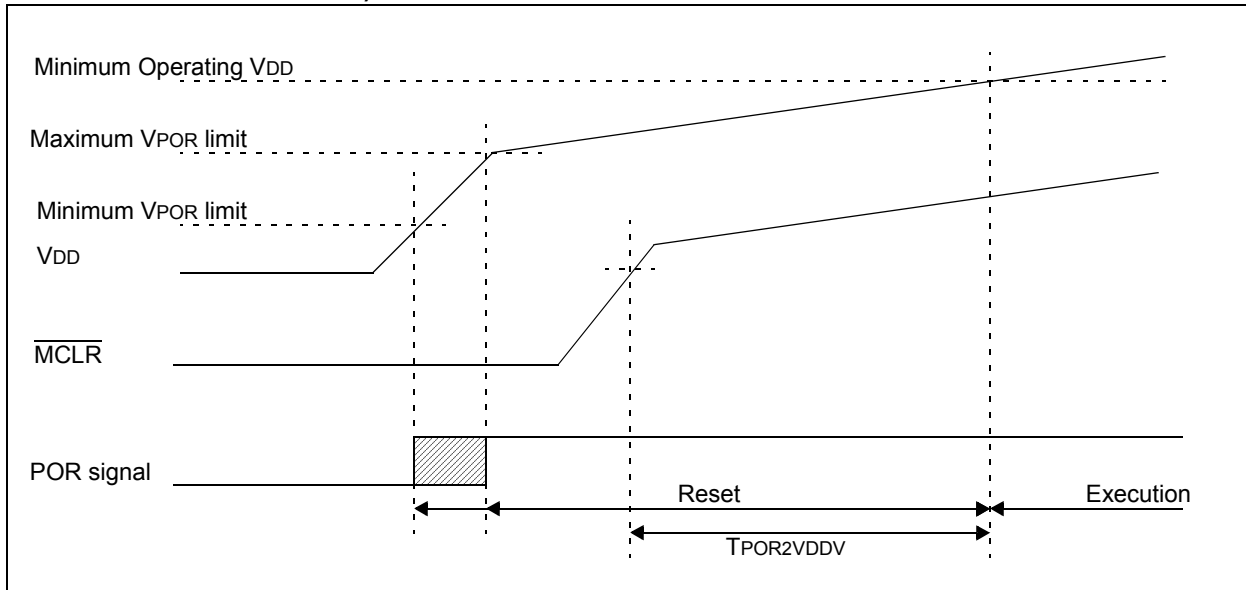 Minimum Operating VDD
Maximum VPOR limit
Minimum VPOR limit
VDD
MCLR
POR signal
Reset
Execution
TPOR2VDDV